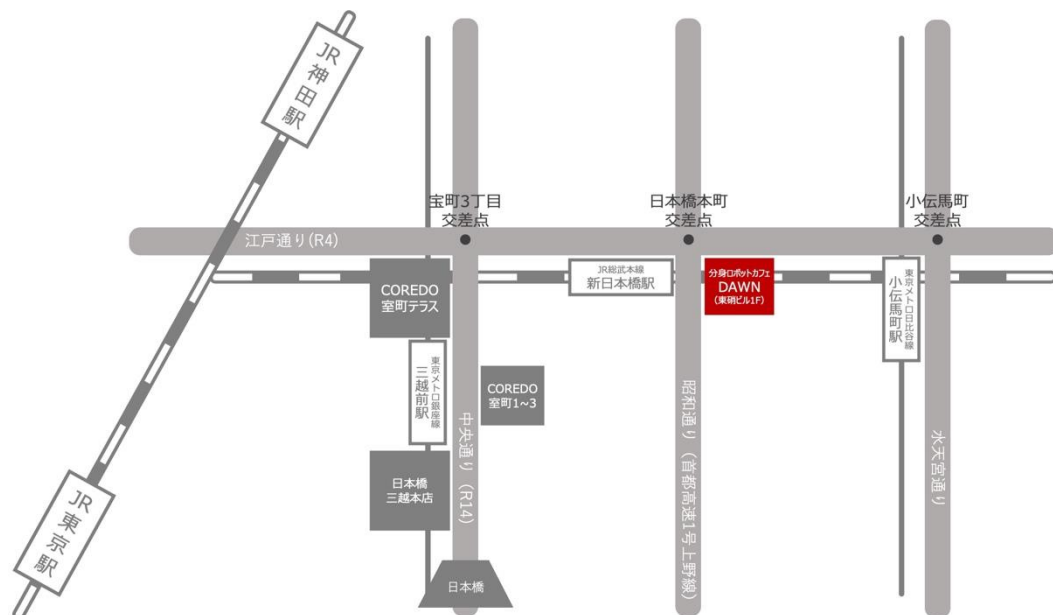 JR神田駅
宝町3丁目
交差点
日本橋本町
交差点
小伝馬町
交差点
江戸通り(R4)
COREDO
室町テラス
JR総武本線
新日本橋駅
分身ロボットカフェ
DAWN
(東硝ビル1F)
東京メトロ日比谷線
小伝馬町駅
東京メトロ銀座線
三越前駅
COREDO
室町1~3
中央通り(R14)
昭和通り(首都高速1号上野線)
水天宮通り
日本橋
三越本店
JR東京駅
日本橋